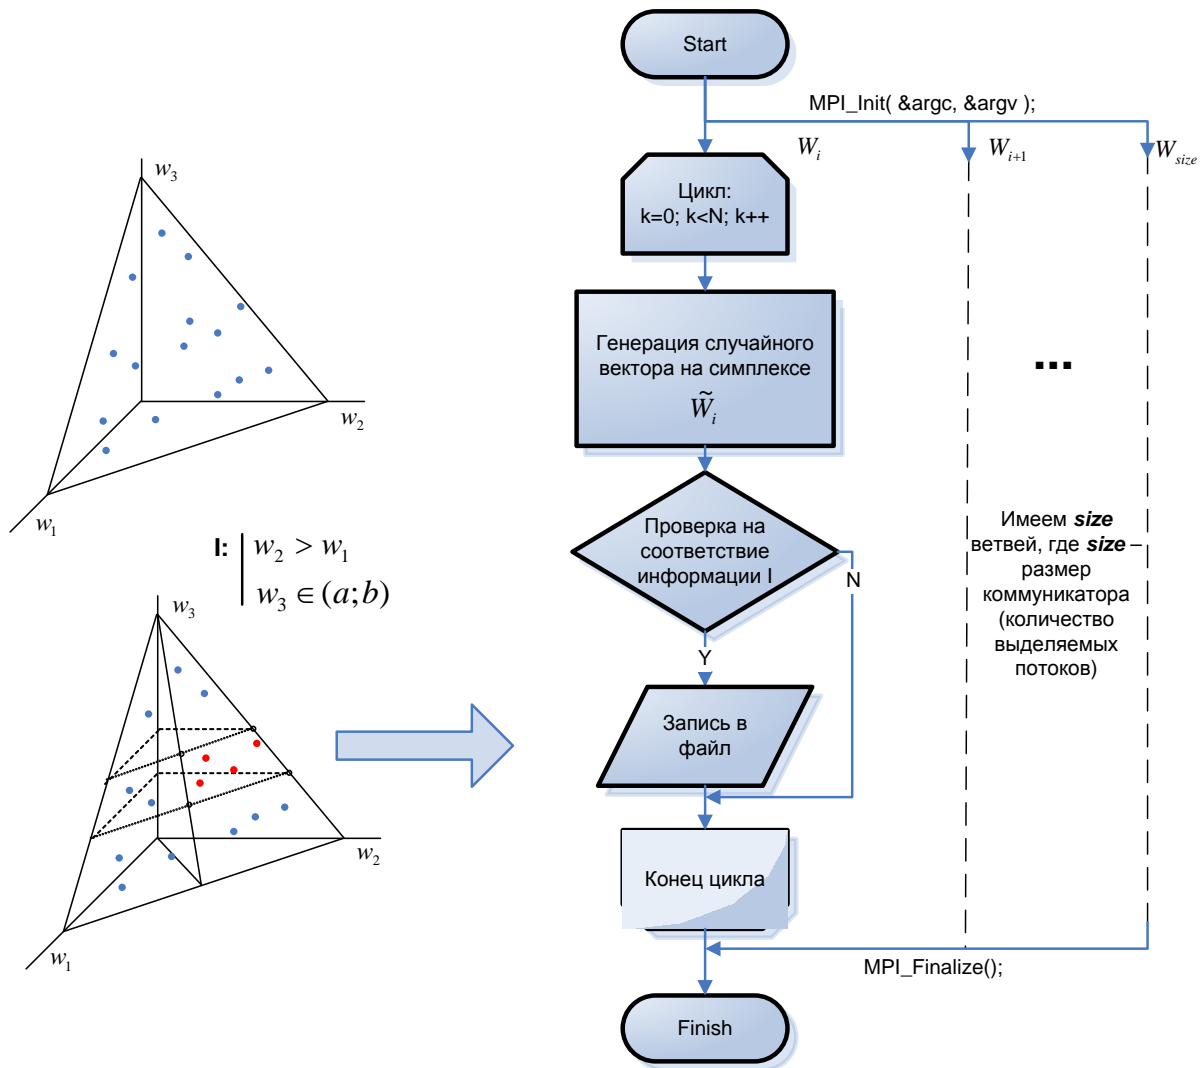 w₃
w₂
w₁
I: w₂ > w₁
w₃ ∈ (a;b)
w₃
w₂
w₁
Start
MPI_Init( &argc, &argv );
Wᵢ
Wᵢ₊₁
W_size
Цикл:
k=0; k<N; k++
Генерация случайного
вектора на симплексе
W̃ᵢ
...
Проверка на
соответствие
информации I
N
Y
Имеем size
ветвей, где size –
размер
коммуникатора
(количество
выделяемых
потоков)
Запись в
файл
Конец цикла
MPI_Finalize();
Finish